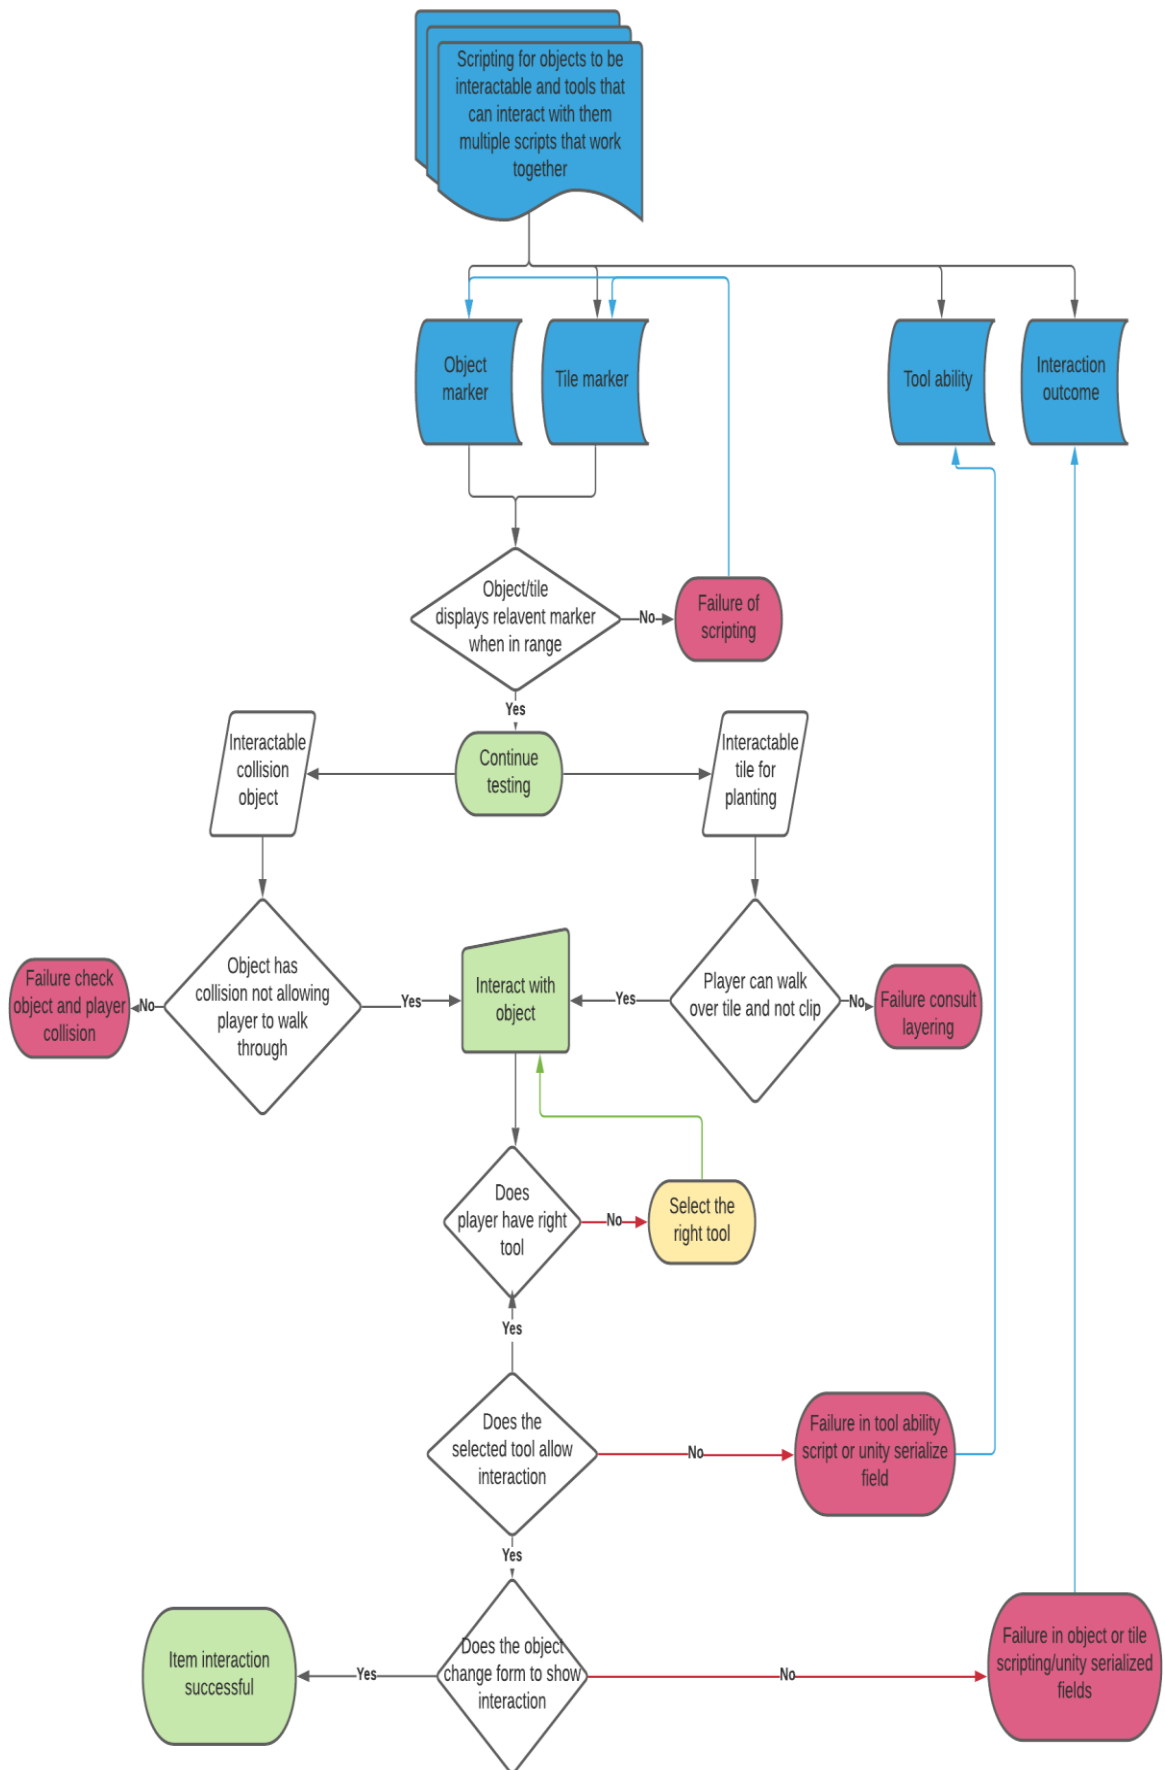 Scripting for objects to be
interactable and tools that
can interact with them
multiple scripts that work
together
Object
marker
Tile marker
Tool ability
Interaction
outcome
Object/tile
displays relavent marker
when in range
No
Failure of
scripting
Yes
Interactable
collision
object
Continue
testing
Interactable
tile for
planting
Failure check
object and player
collision
No
Object has
collision not allowing
player to walk
through
Yes
Interact with
object
Yes
Player can walk
over tile and not clip
No
Failure consult
layering
Does
player have right
tool
No
Select the
right tool
Yes
Does the
selected tool allow
interaction
No
Failure in tool ability
script or unity serialize
field
Yes
Item interaction
successful
Yes
Does the object
change form to show
interaction
No
Failure in object or tile
scripting/unity serialized
fields